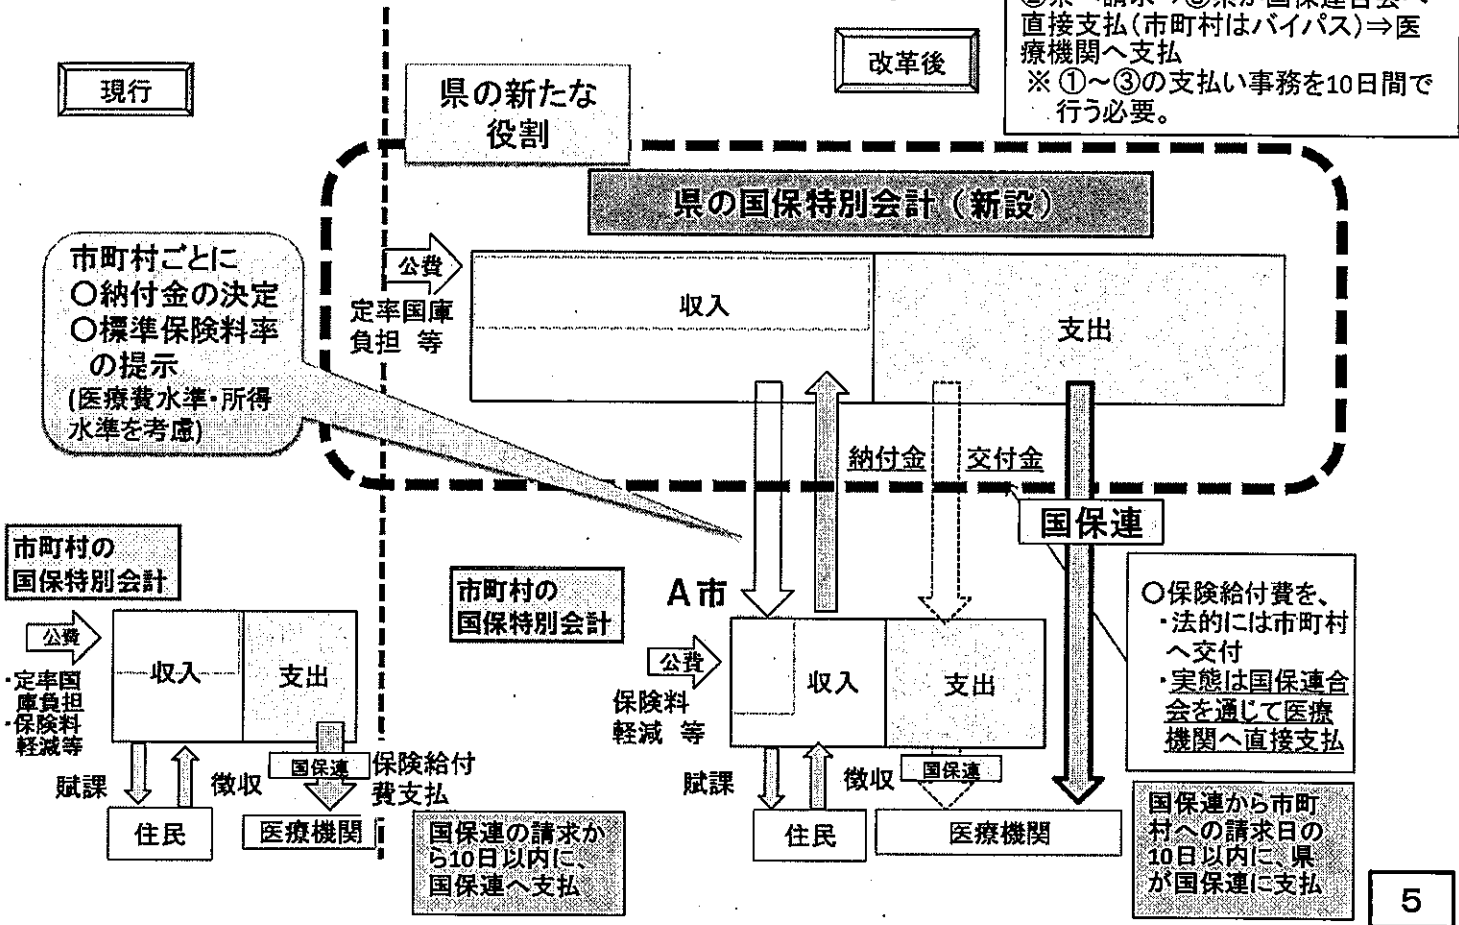 直接支払(市町村はバイパス)⇒医
療機関へ支払
※ ①～③の支払い事務を10日間で
行う必要。
現行
改革後
県の新たな
役割
県の国保特別会計(新設)
市町村ごとに
○納付金の決定
○標準保険料率
の提示
(医療費水準・所得
水準を考慮)
公費
定率国庫
負担 等
収入
支出
納付金
交付金
国保連
市町村の
国保特別会計
公費
・定率国
庫負担
・保険料
軽減等
収入
支出
賦課
徴収
国保連
保険給付
費支払
住民
医療機関
国保連の請求か
ら10日以内に、
国保連へ支払
市町村の
国保特別会計
A市
公費
保険料
軽減 等
収入
支出
賦課
徴収
国保連
住民
医療機関
○保険給付費を、
・法的には市町村
へ交付
・実態は国保連合
会を通じて医療
機関へ直接支払
国保連から市町
村への請求日の
10日以内に、県
が国保連に支払
5